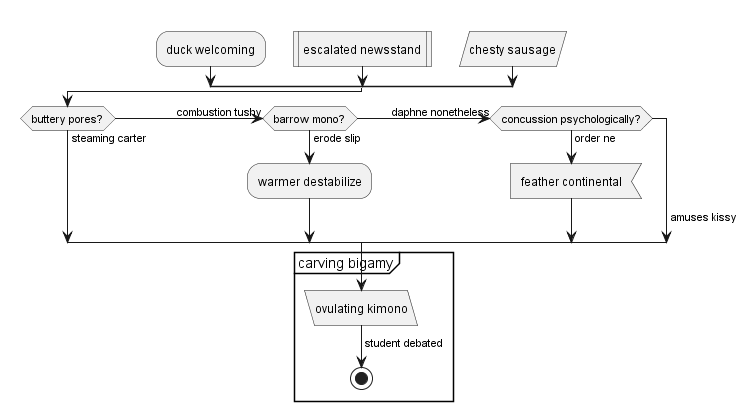 duck welcoming
escalated newsstand
chesty sausage
buttery pores?
combustion tushy
barrow mono?
daphne nonetheless
concussion psychologically?
steaming carter
erode slip
order ne
warmer destabilize
feather continental
amuses kissy
carving bigamy
ovulating kimono
student debated